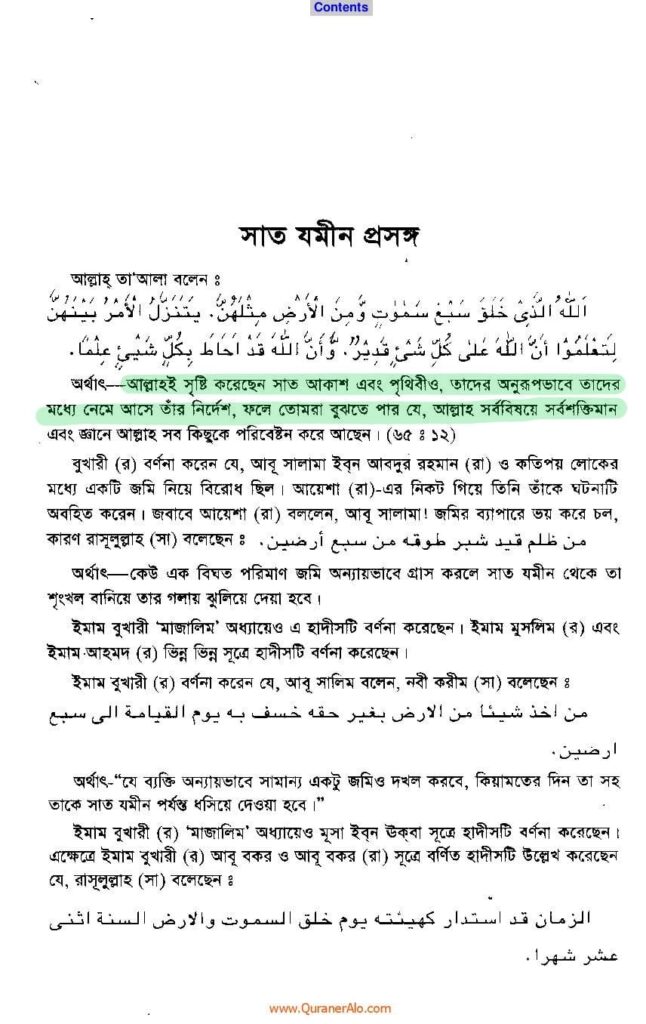 Contents
সাত যমীন প্রসঙ্গ
আল্লাহ্ তা'আলা বলেন ঃ
اَللّٰهُ الَّذِىْ خَلَقَ سَبْعَ سَمٰوٰتٍ وَّمِنَ الْأَرْضِ مِثْلَهُنَّ. يَتَنَزَّلُ الْأَمْرُ بَيْنَهُنَّ
لِتَعْلَمُوْا أَنَّ اللّٰهَ عَلىٰ كُلِّ شَىْءٍ قَدِيْرٌ. وَّأَنَّ اللّٰهَ قَدْ اَحَاطَ بِكُلِّ شَيْىٍٔ عِلْمًا.
অর্থাৎ—আল্লাহই সৃষ্টি করেছেন সাত আকাশ এবং পৃথিবীও, তাদের অনুরূপভাবে তাদের
মধ্যে নেমে আসে তাঁর নির্দেশ, ফলে তোমরা বুঝতে পার যে, আল্লাহ সর্ববিষয়ে সর্বশক্তিমান
এবং জ্ঞানে আল্লাহ সব কিছুকে পরিবেষ্টন করে আছেন। (৬৫ ঃ ১২)
বুখারী (র) বর্ণনা করেন যে, আবূ সালামা ইব্‌ন আবদুর রহমান (রা) ও কতিপয় লোকের
মধ্যে একটি জমি নিয়ে বিরোধ ছিল। আয়েশা (রা)-এর নিকট গিয়ে তিনি তাঁকে ঘটনাটি
অবহিত করেন। জবাবে আয়েশা (রা) বললেন, আবূ সালামা! জমির ব্যাপারে ভয় করে চল,
কারণ রাসূলুল্লাহ (সা) বলেছেন ঃ من ظلم قيد شبر طوقه من سبع أرضين.
অর্থাৎ—কেউ এক বিঘত পরিমাণ জমি অন্যায়ভাবে গ্রাস করলে সাত যমীন থেকে তা
শৃংখল বানিয়ে তার গলায় ঝুলিয়ে দেয়া হবে।
ইমাম বুখারী ‘মাজালিম’ অধ্যায়েও এ হাদীসটি বর্ণনা করেছেন। ইমাম মুসলিম (র) এবং
ইমাম আহমদ (র) ভিন্ন ভিন্ন সূত্রে হাদীসটি বর্ণনা করেছেন।
ইমাম বুখারী (র) বর্ণনা করেন যে, আবূ সালিম বলেন, নবী করীম (সা) বলেছেন ঃ
من اخذ شيئا من الارض بغير حقه خسف به يوم القيامة الى سبع
ارضين.
অর্থাৎ-“যে ব্যক্তি অন্যায়ভাবে সামান্য একটু জমিও দখল করবে, কিয়ামতের দিন তা সহ
তাকে সাত যমীন পর্যন্ত ধসিয়ে দেওয়া হবে।”
ইমাম বুখারী (র) ‘মাজালিম’ অধ্যায়েও মূসা ইব্‌ন উকবা সূত্রে হাদীসটি বর্ণনা করেছেন।
এক্ষেত্রে ইমাম বুখারী (র) আবূ বকর ও আবূ বকর (রা) সূত্রে বর্ণিত হাদীসটি উল্লেখ করেছেন
যে, রাসূলুল্লাহ (সা) বলেছেন ঃ
الزمان قد استدار كهيئته يوم خلق السموت والارض السنة اثنى
عشر شهرا.
www.QuranerAlo.com